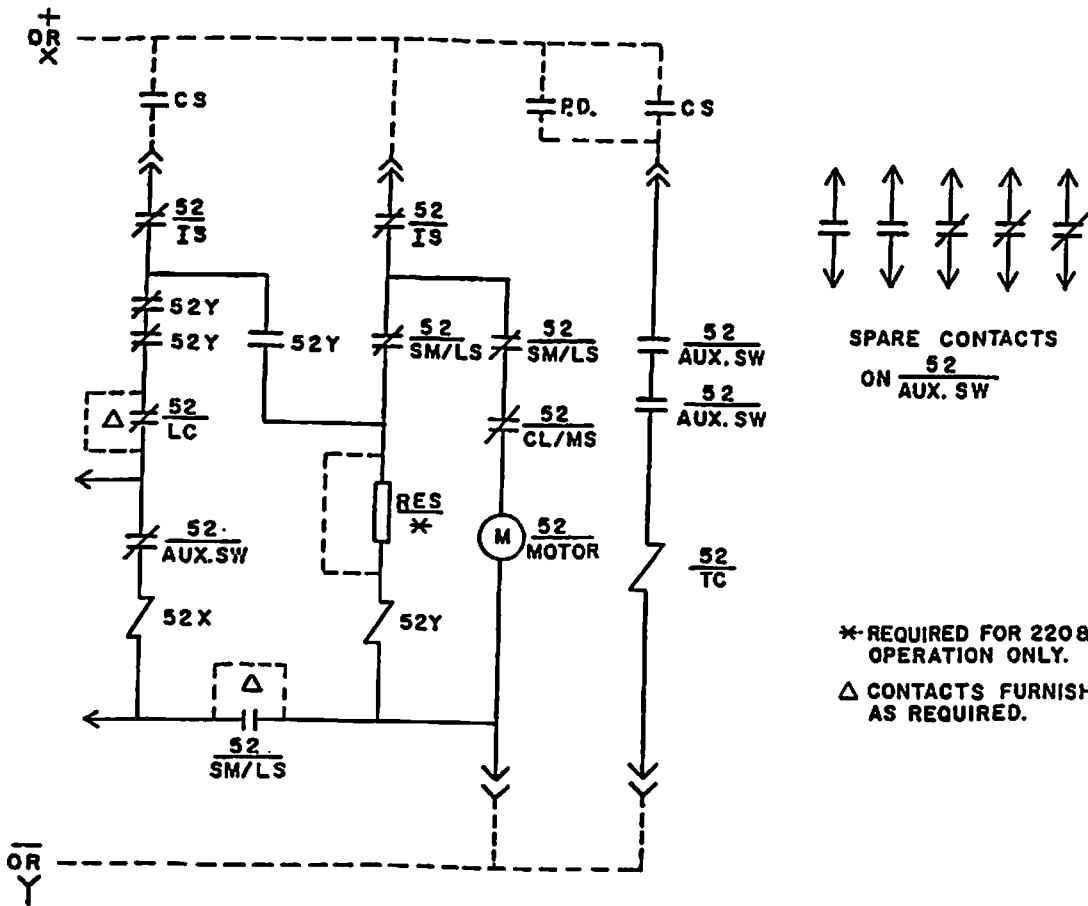 +
OR
X
CS
P.D.
CS
52
IS
52
IS
52Y
52Y
52Y
52
SM/LS
52
SM/LS
52
AUX. SW
52
AUX. SW
SPARE CONTACTS
ON 52
AUX. SW
Δ
52
LC
52
CL/MS
RES
*
52.
AUX.SW
M
52
MOTOR
52
TC
52X
52Y
Δ
52.
SM/LS
* REQUIRED FOR 220 &
OPERATION ONLY.
Δ CONTACTS FURNISH
AS REQUIRED.
—
OR
Y